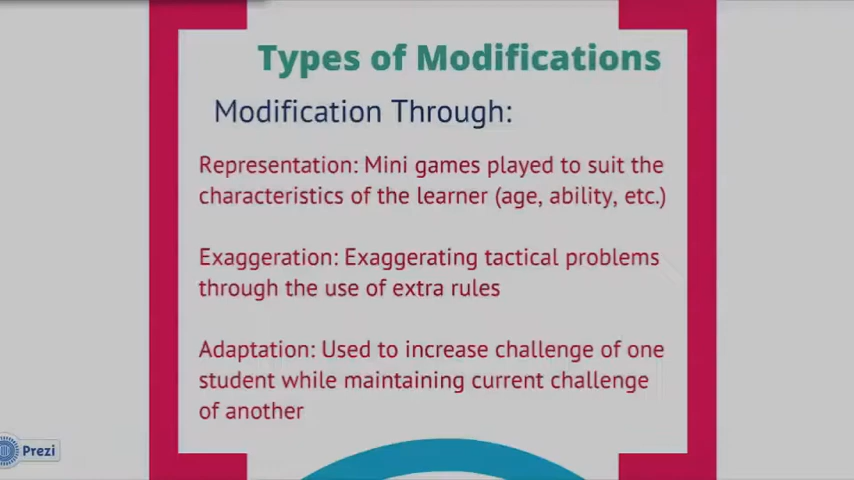 Types of Modifications
Modification Through:
Representation: Mini games played to suit the
characteristics of the learner (age, ability, etc.)
Exaggeration: Exaggerating tactical problems
through the use of extra rules
Adaptation: Used to increase challenge of one
student while maintaining current challenge
of another
Prezi